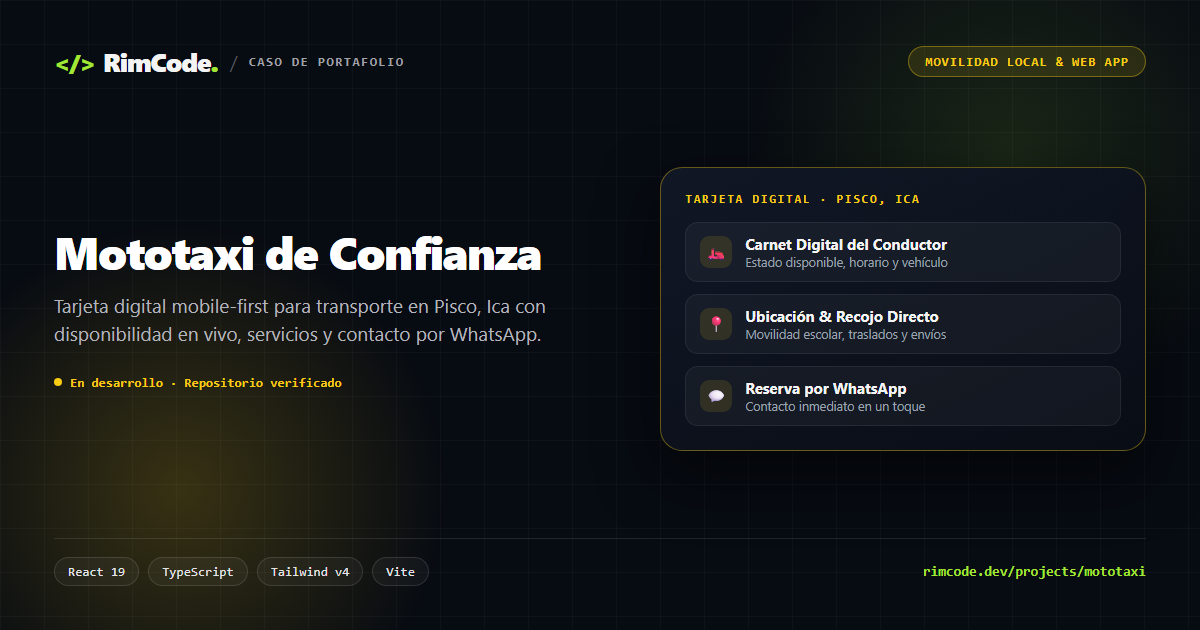 </> RimCode. / CASO DE PORTAFOLIO
MOVILIDAD LOCAL & WEB APP
Mototaxi de Confianza
Tarjeta digital mobile-first para transporte en Pisco, Ica con
disponibilidad en vivo, servicios y contacto por WhatsApp.
En desarrollo · Repositorio verificado
TARJETA DIGITAL · PISCO, ICA
Carnet Digital del Conductor
Estado disponible, horario y vehículo
Ubicación & Recojo Directo
Movilidad escolar, traslados y envíos
Reserva por WhatsApp
Contacto inmediato en un toque
React 19
TypeScript
Tailwind v4
Vite
rimcode.dev/projects/mototaxi